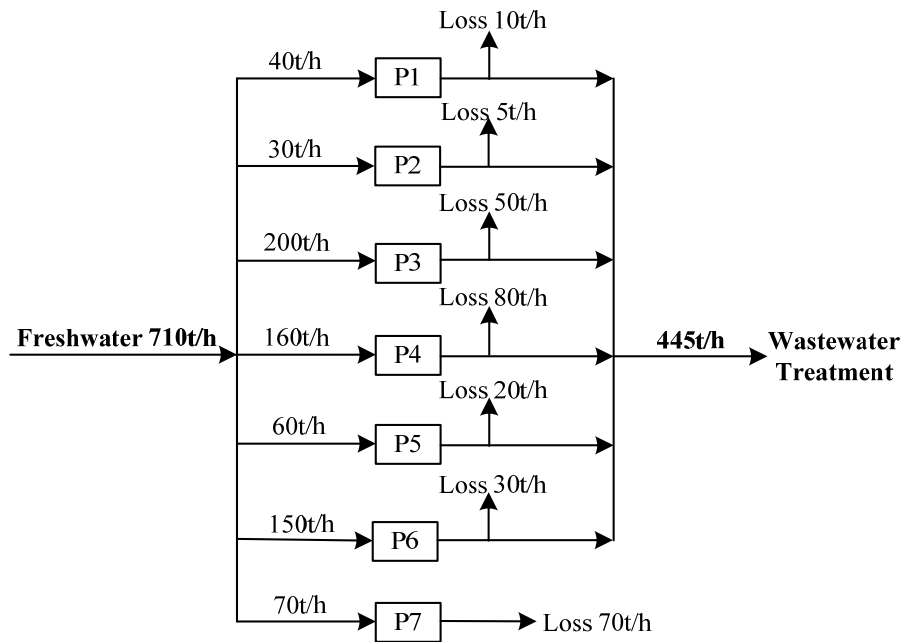 Loss 10t/h
40t/h
P1
Loss 5t/h
30t/h
P2
Loss 50t/h
200t/h
P3
Loss 80t/h
Freshwater 710t/h
160t/h
P4
445t/h
Wastewater
Treatment
Loss 20t/h
60t/h
P5
Loss 30t/h
150t/h
P6
70t/h
P7
Loss 70t/h